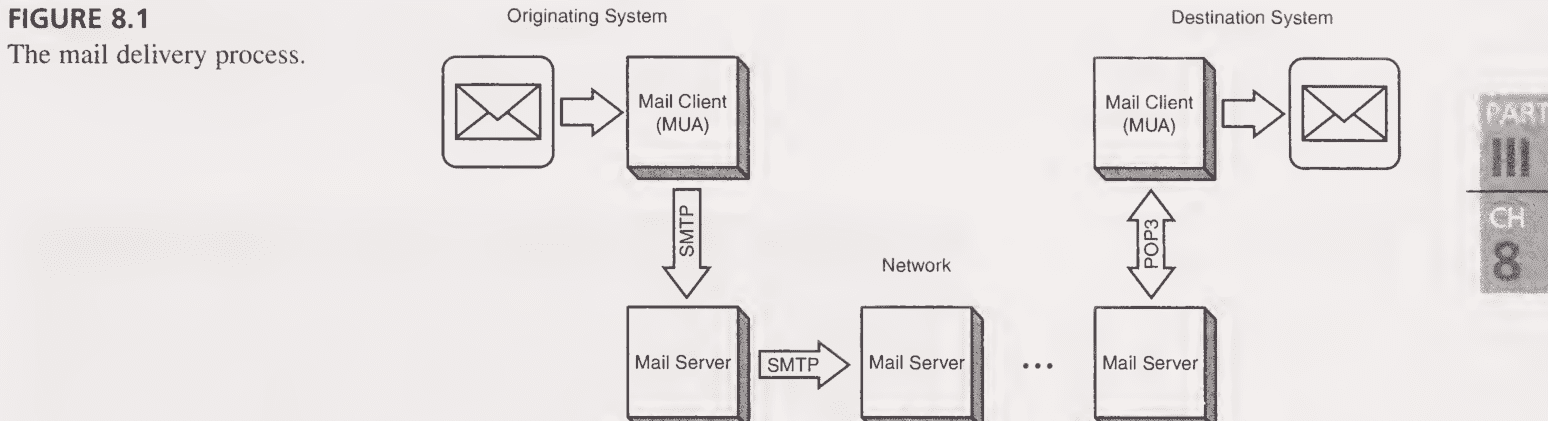 FIGURE 8.1
The mail delivery process.
Originating System
Destination System
Mail Client
(MUA)
Mail Client
(MUA)
PART
III
CH
8
SMTP
POP3
Network
Mail Server
SMTP
Mail Server
...
Mail Server